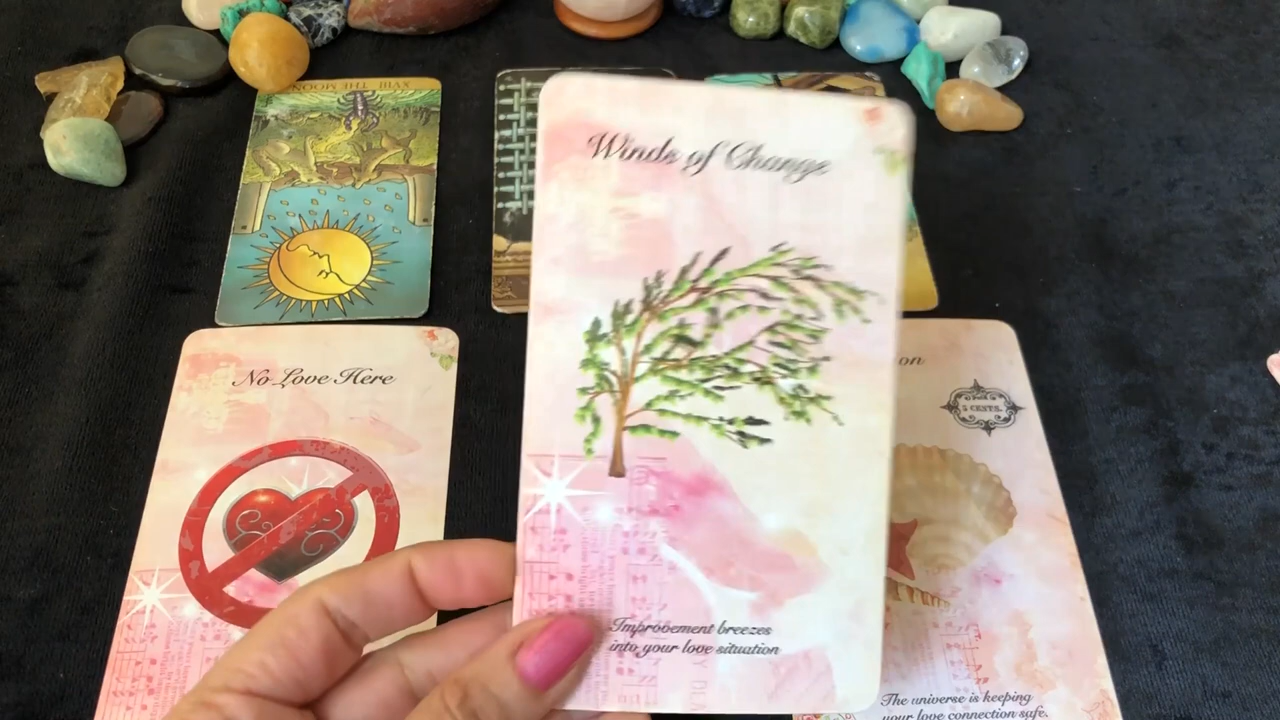 XVIII THE MOON
Winds of Change
No Love Here
on
5 CENTS.
Improvement breezes
into your love situation
The universe is keeping
your love connection safe.